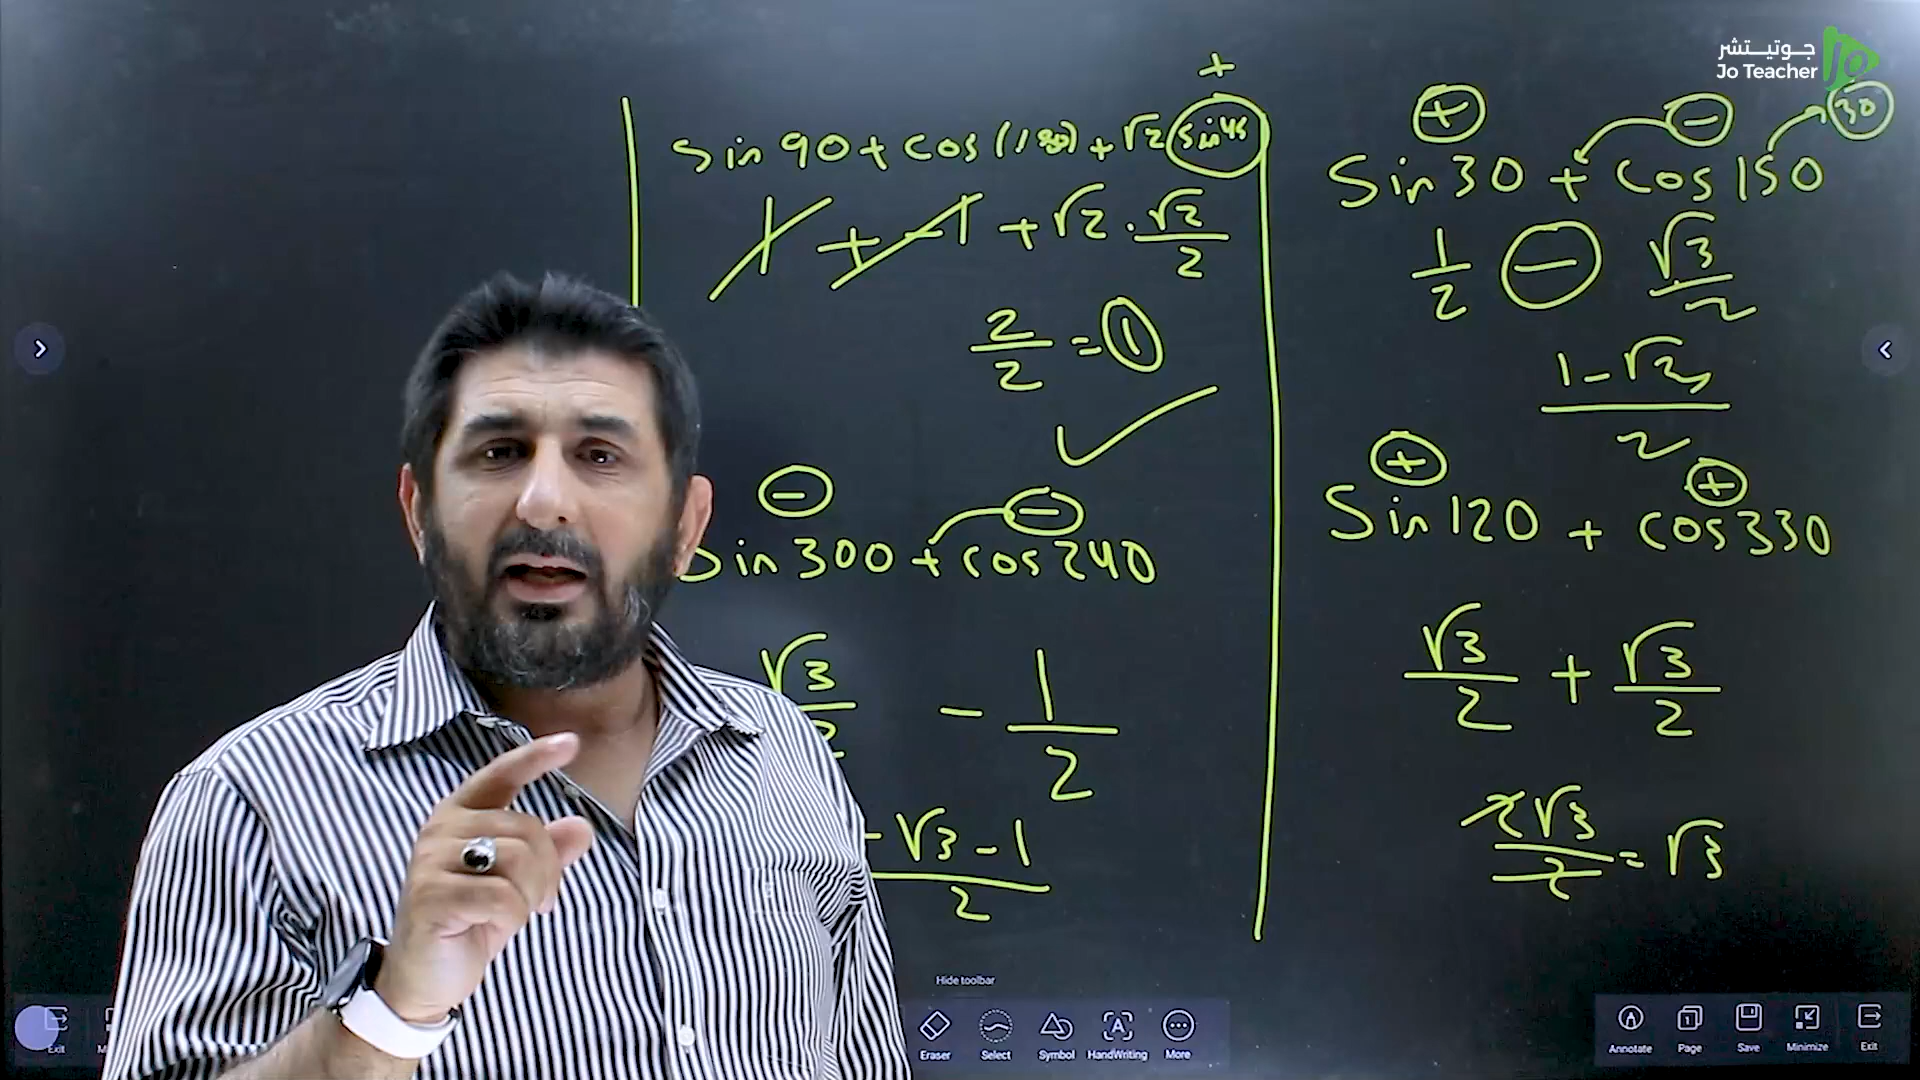 جـوتيـــتشر
Jo Teacher
+
sin 90 + cos (180) + √2 sin 45
1 + -1 + √2 · √2/2
2/2 = 1
-
-
Sin 300 + cos 240
√3/2 - 1/2
- √3 - 1
2
+
-
30
Sin 30 + cos 150
1/2 - √3/2
1 - √3
2
+
+
Sin 120 + cos 330
√3/2 + √3/2
2√3/2 = √3
Hide toolbar
Exit
Eraser
Select
Symbol
HandWriting
More
Annotate
Page
Save
Minimize
Exit